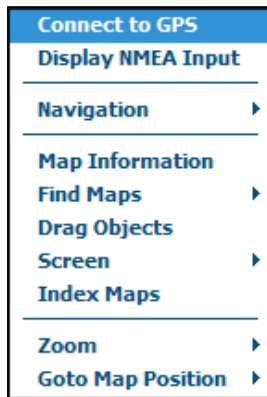 Connect to GPS
Display NMEA Input
Navigation
Map Information
Find Maps
Drag Objects
Screen
Index Maps
Zoom
Goto Map Position